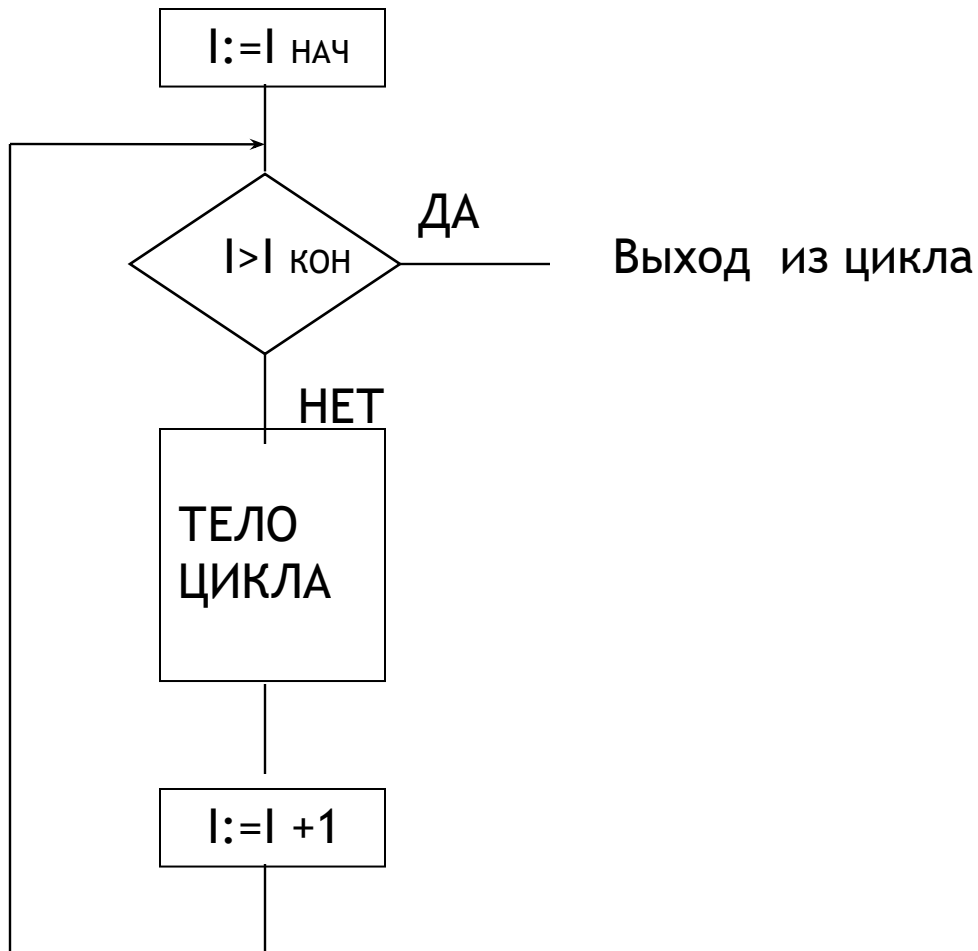 I:=I нач
ДА
I>I кон
Выход из цикла
НЕТ
ТЕЛО
ЦИКЛА
I:=I +1